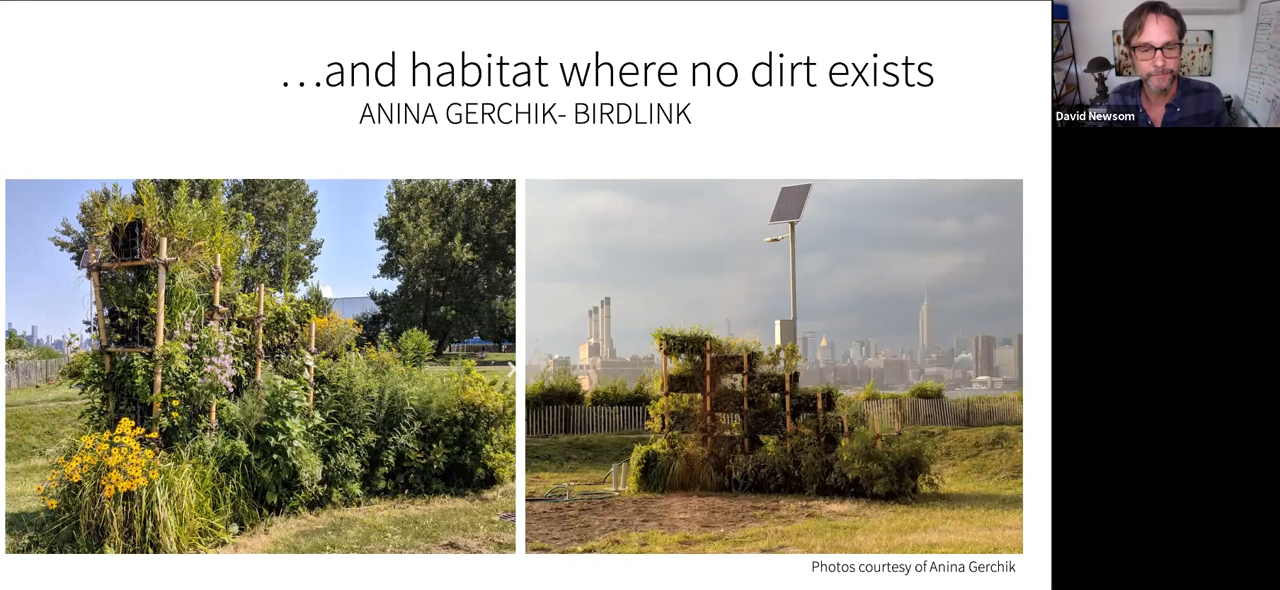 …and habitat where no dirt exists
ANINA GERCHIK- BIRDLINK
David Newsom
Photos courtesy of Anina Gerchik